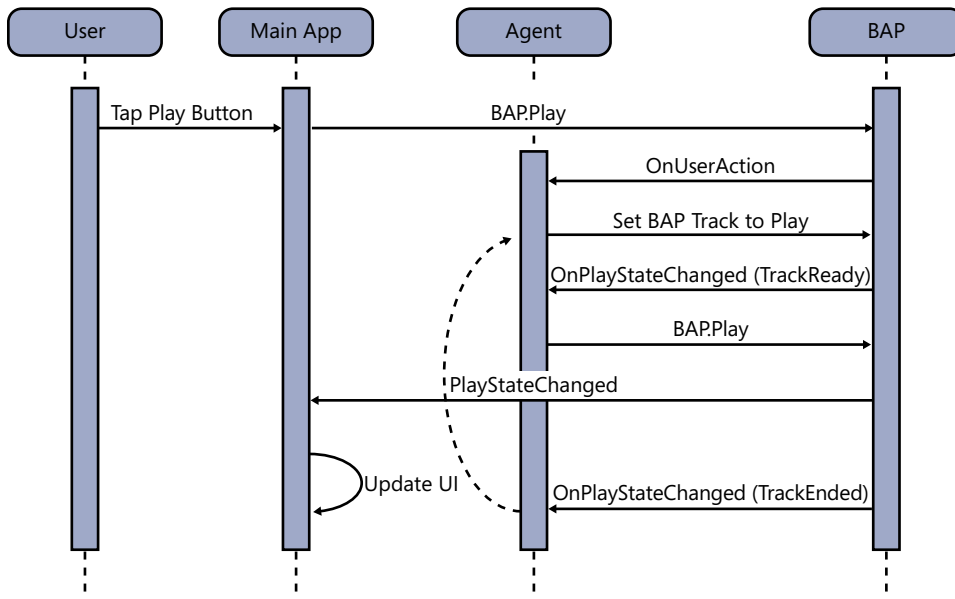 User
Main App
Agent
BAP
Tap Play Button
BAP.Play
OnUserAction
Set BAP Track to Play
OnPlayStateChanged (TrackReady)
BAP.Play
PlayStateChanged
Update UI
OnPlayStateChanged (TrackEnded)